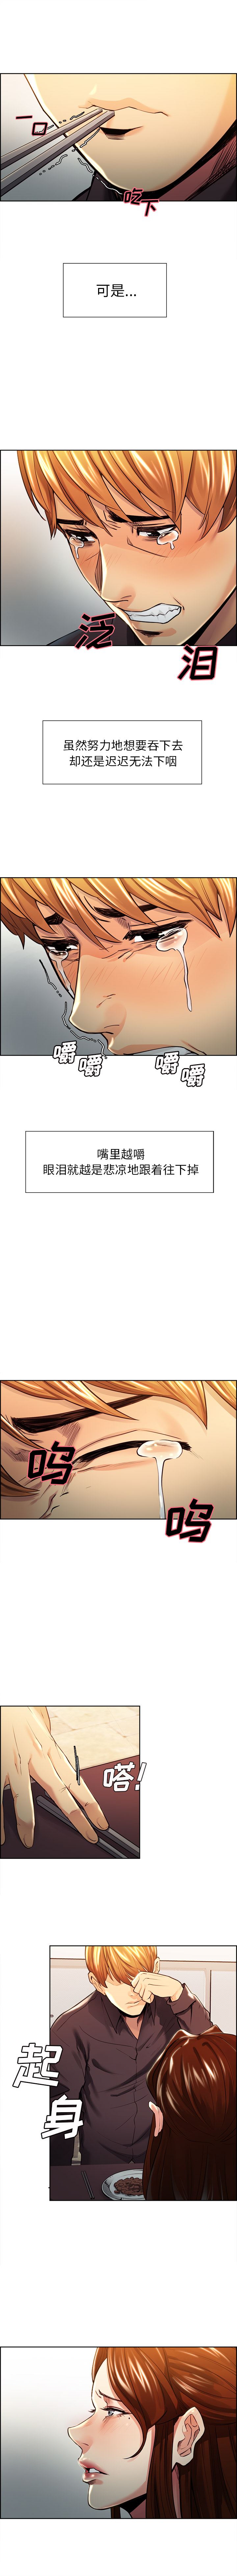 一口
吃下
可是...
泛
泪
虽然努力地想要吞下去
却还是迟迟无法下咽
嚼嚼
嚼嚼
嘴里越嚼
眼泪就越是悲凉地跟着往下掉
呜
呜
嗒!
起
身